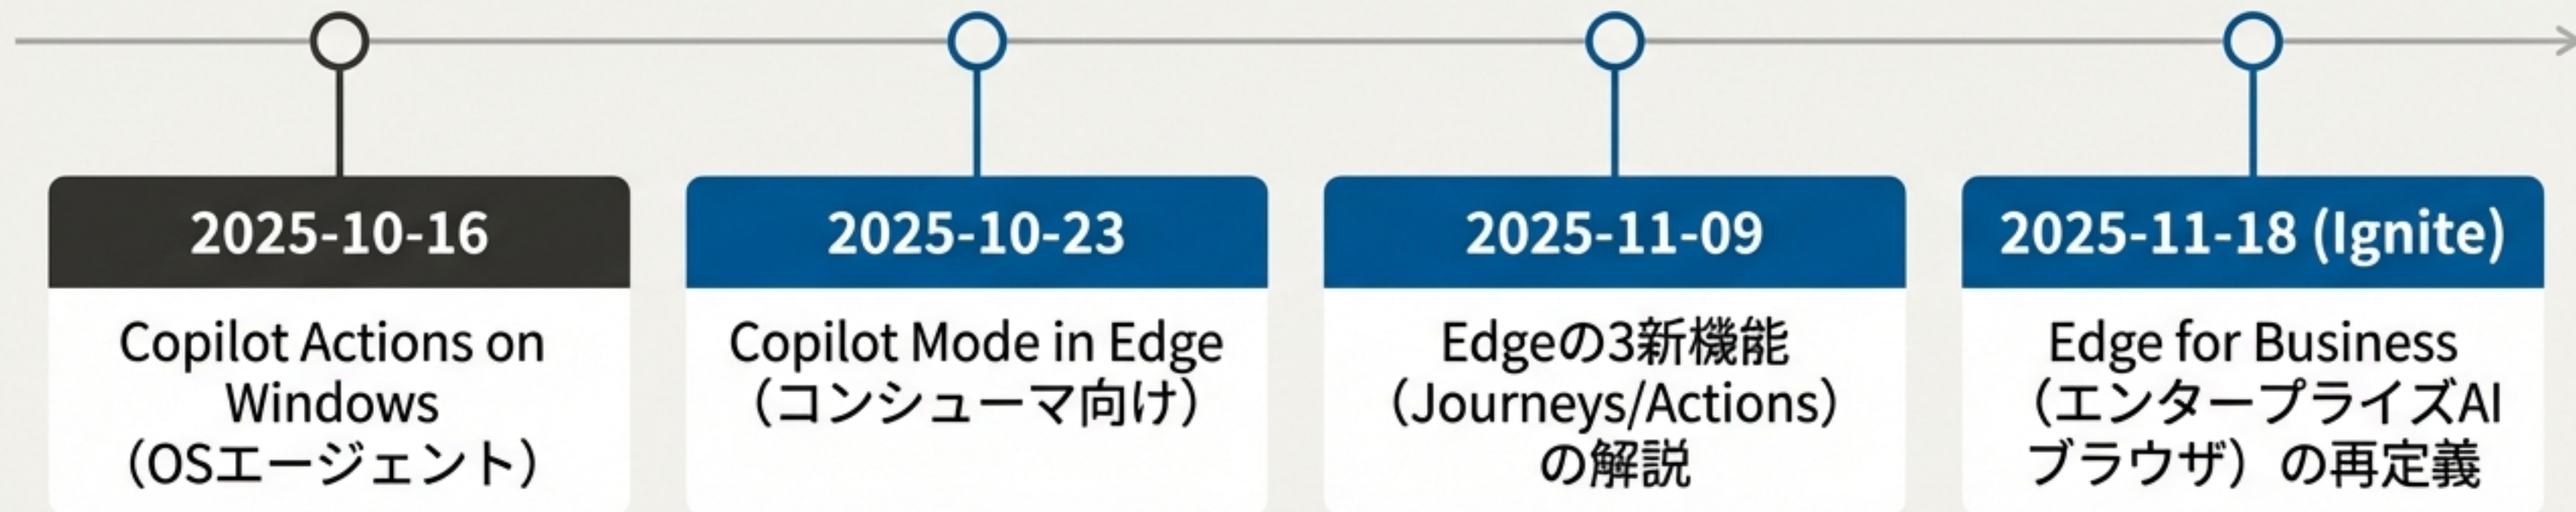 2025-10-16
Copilot Actions on
Windows
（OSエージェント）
2025-10-23
Copilot Mode in Edge
（コンシューマ向け）
2025-11-09
Edgeの3新機能
（Journeys/Actions）
の解説
2025-11-18 (Ignite)
Edge for Business
（エンタープライズAI
ブラウザ）の再定義